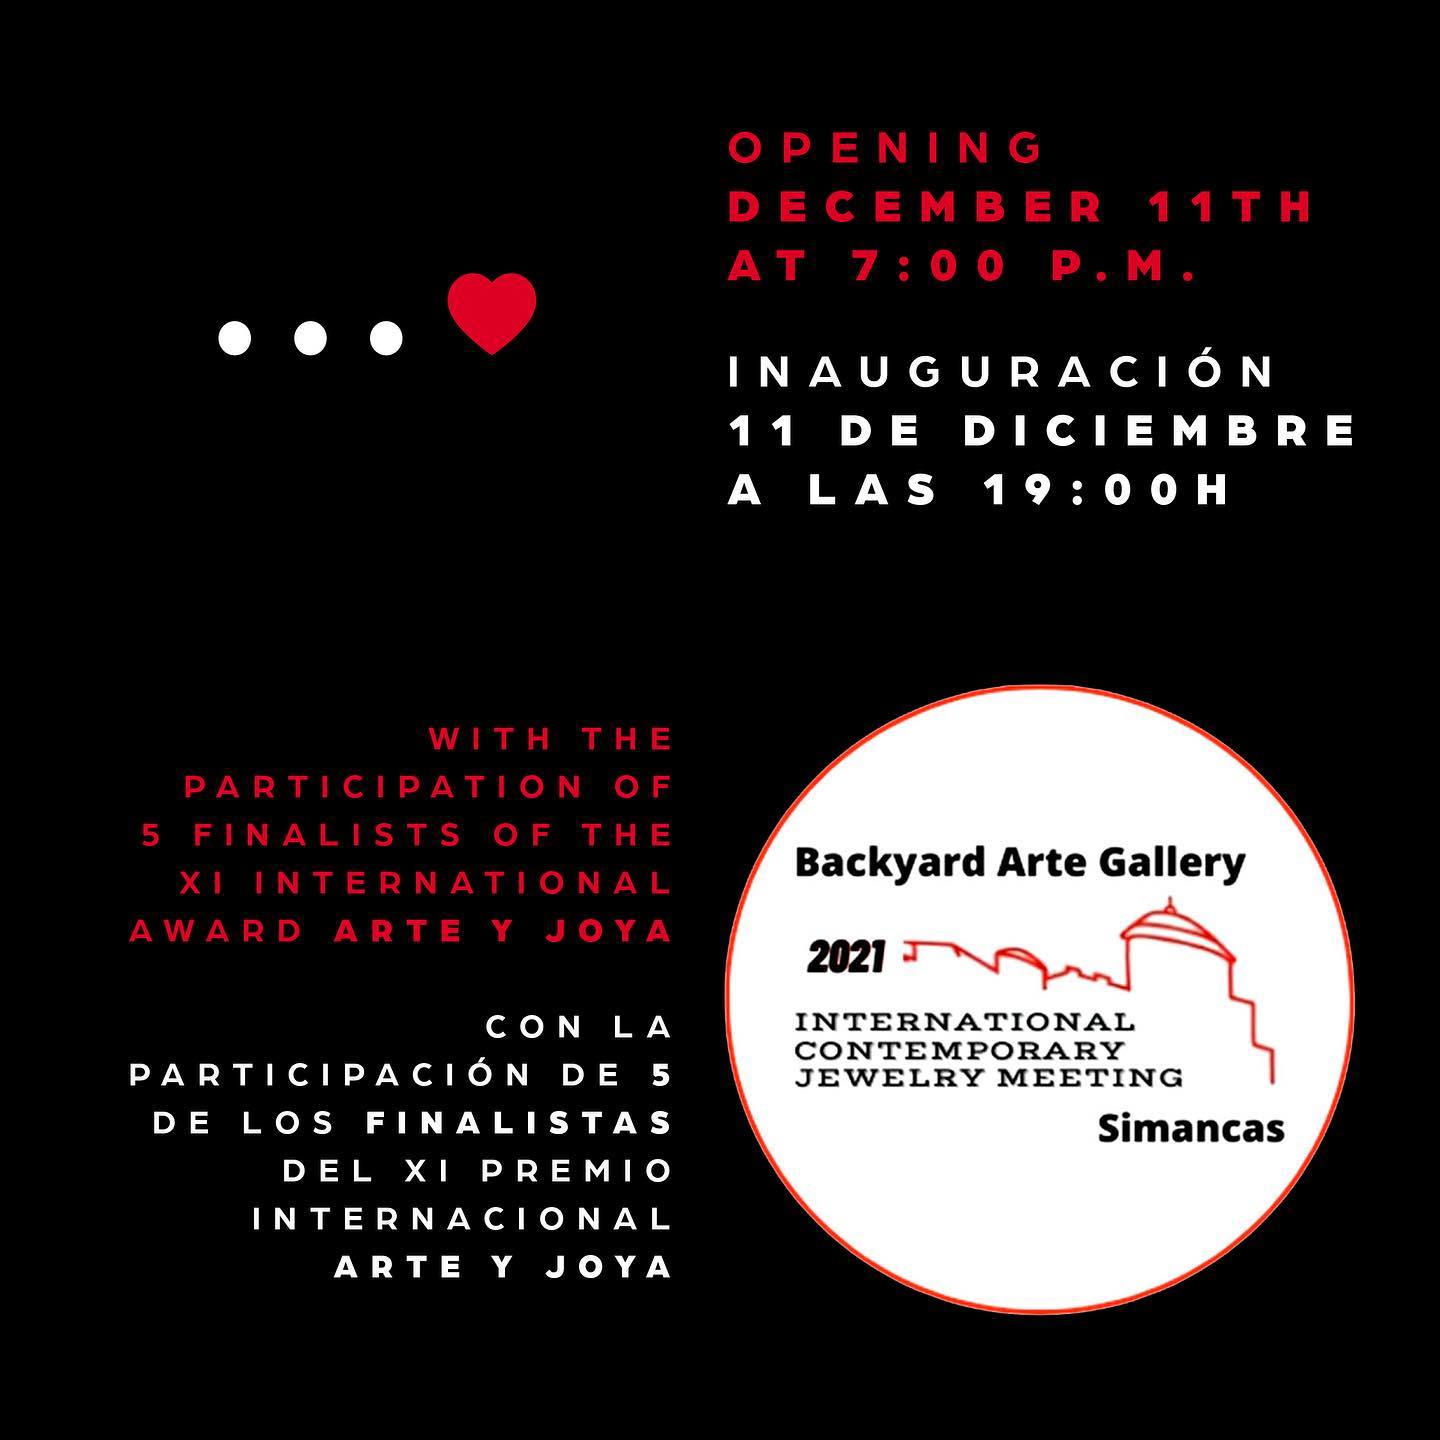 OPENING
DECEMBER 11TH
AT 7:00 P.M.
INAUGURACIÓN
11 DE DICIEMBRE
A LAS 19:00H
WITH THE
PARTICIPATION OF
5 FINALISTS OF THE
XI INTERNATIONAL
AWARD ARTE Y JOYA
CON LA
PARTICIPACIÓN DE 5
DE LOS FINALISTAS
DEL XI PREMIO
INTERNACIONAL
ARTE Y JOYA
Backyard Arte Gallery
2021
INTERNATIONAL
CONTEMPORARY
JEWELRY MEETING
Simancas